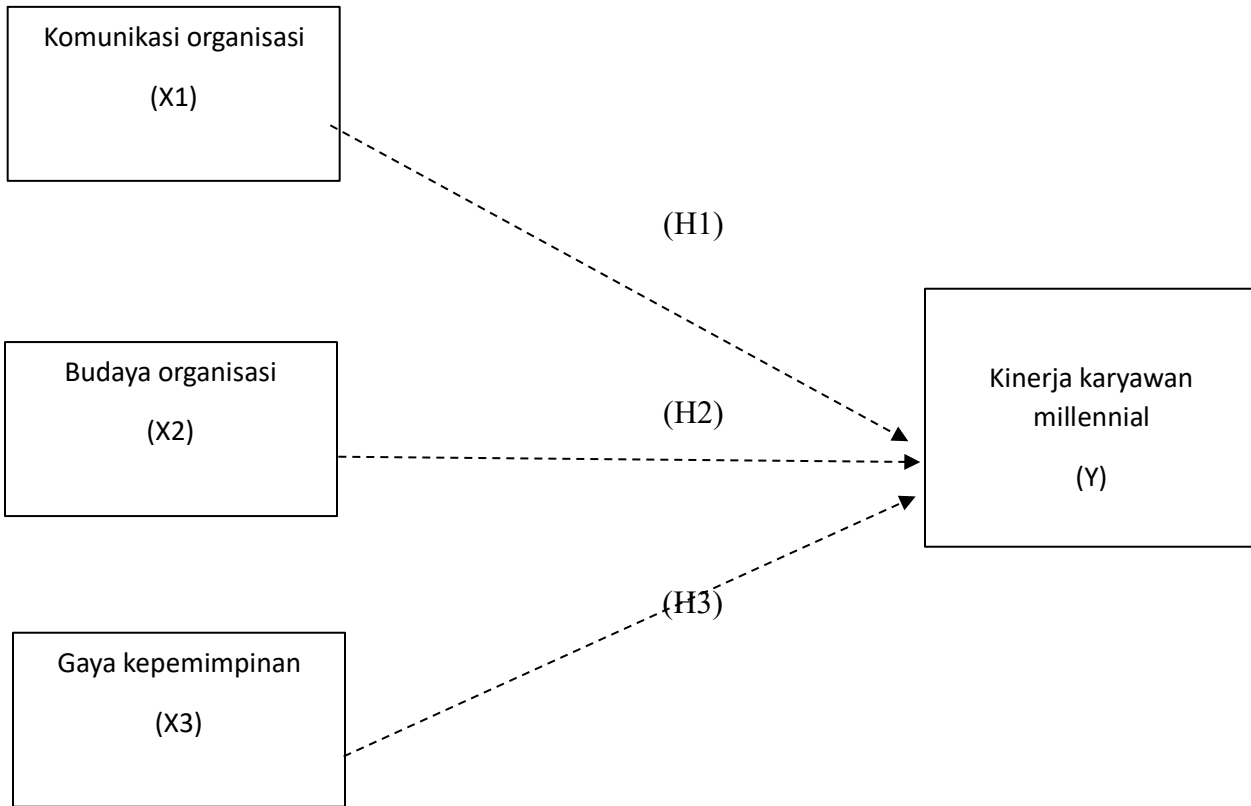 Komunikasi organisasi
(X1)
(H1)
Budaya organisasi
(X2)
(H2)
Kinerja karyawan
millennial
(Y)
(H3)
Gaya kepemimpinan
(X3)